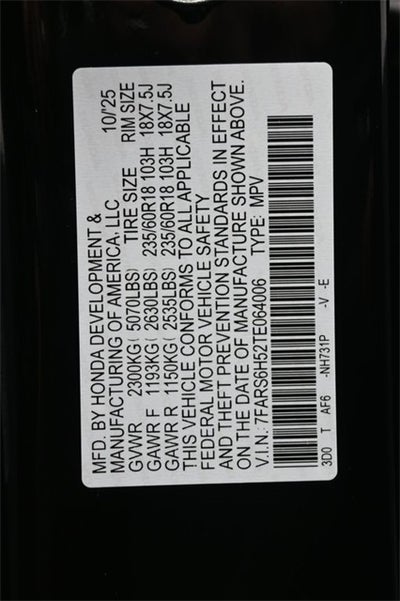 MFD. BY HONDA DEVELOPMENT &
MANUFACTURING OF AMERICA, LLC 10/'25
GVWR 2300KG( 5070LBS) TIRE SIZE RIM SIZE
GAWR F 1193KG( 2630LBS) 235/60R18 103H 18X7.5J
GAWR R 1150KG( 2535LBS) 235/60R18 103H 18X7.5J
THIS VEHICLE CONFORMS TO ALL APPLICABLE
FEDERAL MOTOR VEHICLE SAFETY
AND THEFT PREVENTION STANDARDS IN EFFECT
ON THE DATE OF MANUFACTURE SHOWN ABOVE.
V.I.N.: 7FARS6H52TE064006 TYPE: MPV
3D0 T AF6 -NH731P -V -E